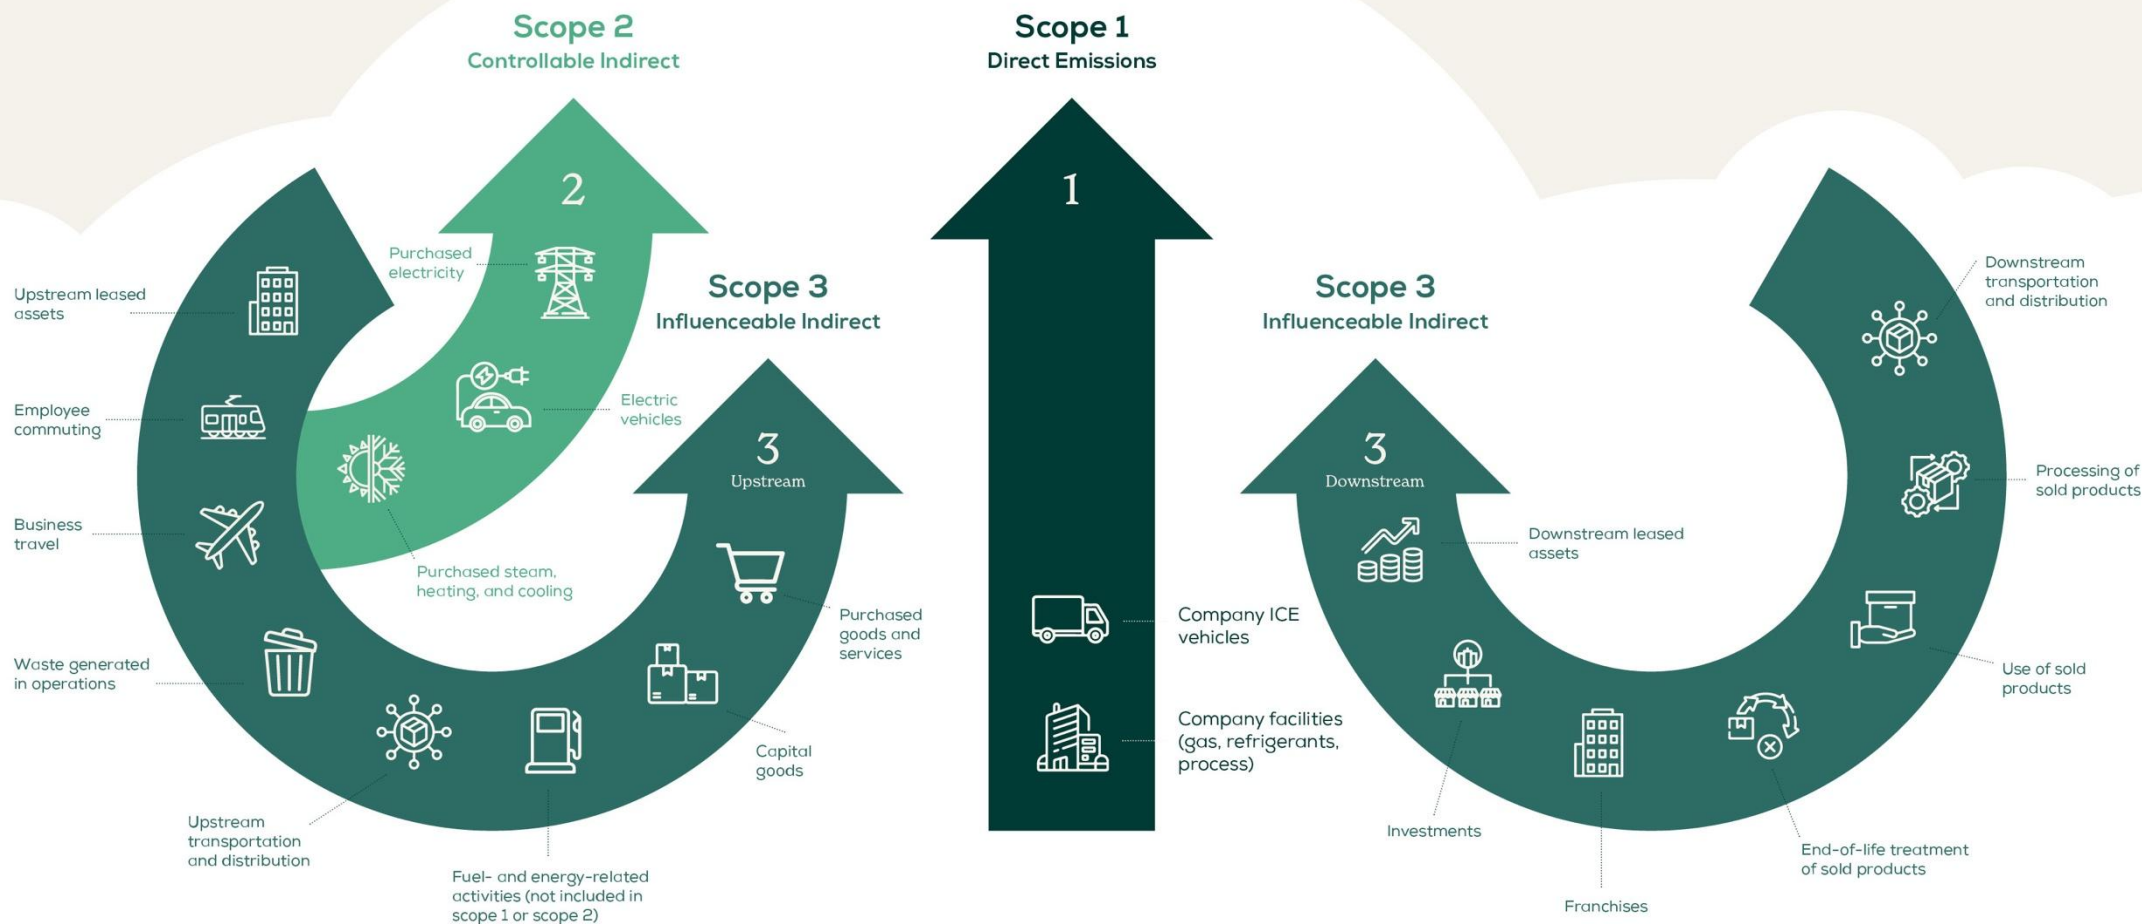 Scope 2
Controllable Indirect
2
Purchased
electricity
Electric
vehicles
Purchased steam,
heating, and cooling
Upstream leased
assets
Employee
commuting
Business
travel
Waste generated
in operations
Upstream
transportation
and distribution
Fuel- and energy-related
activities (not included in
scope 1 or scope 2)
Capital
goods
Purchased
goods and
services
Scope 3
Influenceable Indirect
3
Upstream
Scope 1
Direct Emissions
1
Company ICE
vehicles
Company facilities
(gas, refrigerants,
process)
Scope 3
Influenceable Indirect
3
Downstream
Downstream leased
assets
Investments
Franchises
End-of-life treatment
of sold products
Use of sold
products
Processing of
sold products
Downstream
transportation
and distribution